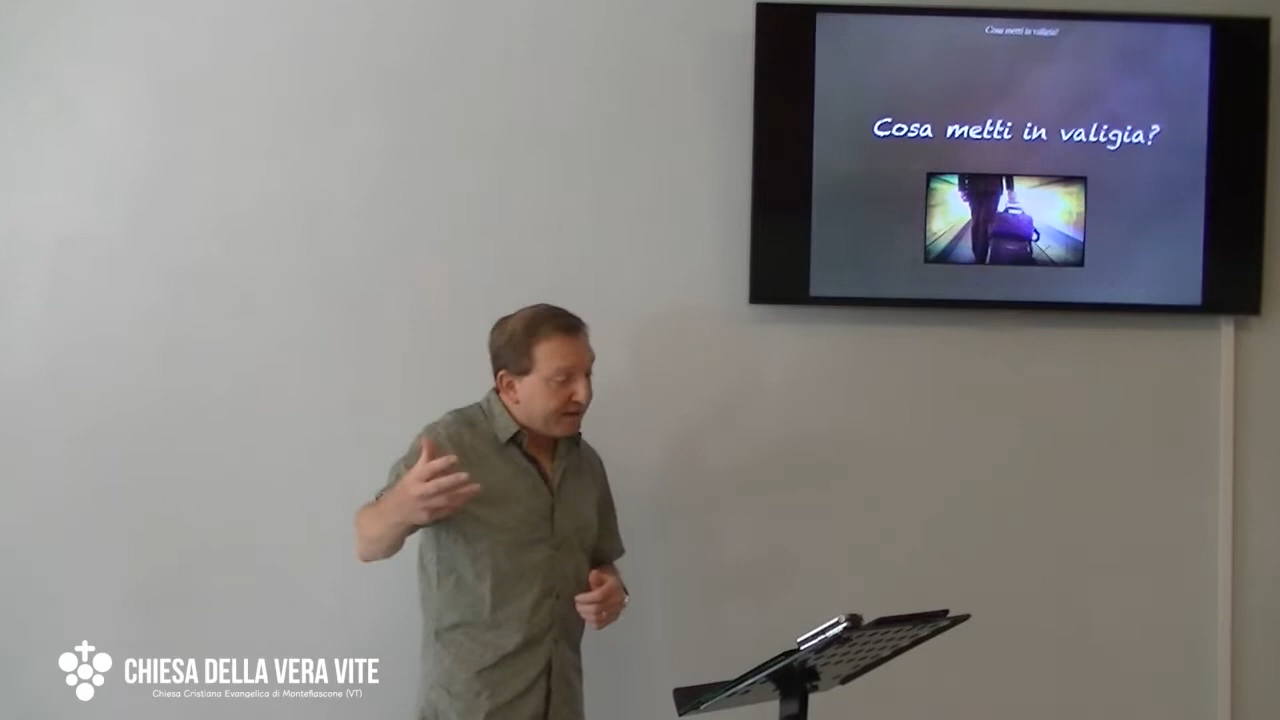 Cosa metti in valigia?
Cosa metti in valigia?
CHIESA DELLA VERA VITE
Chiesa Cristiana Evangelica di Montefiascone (VT)